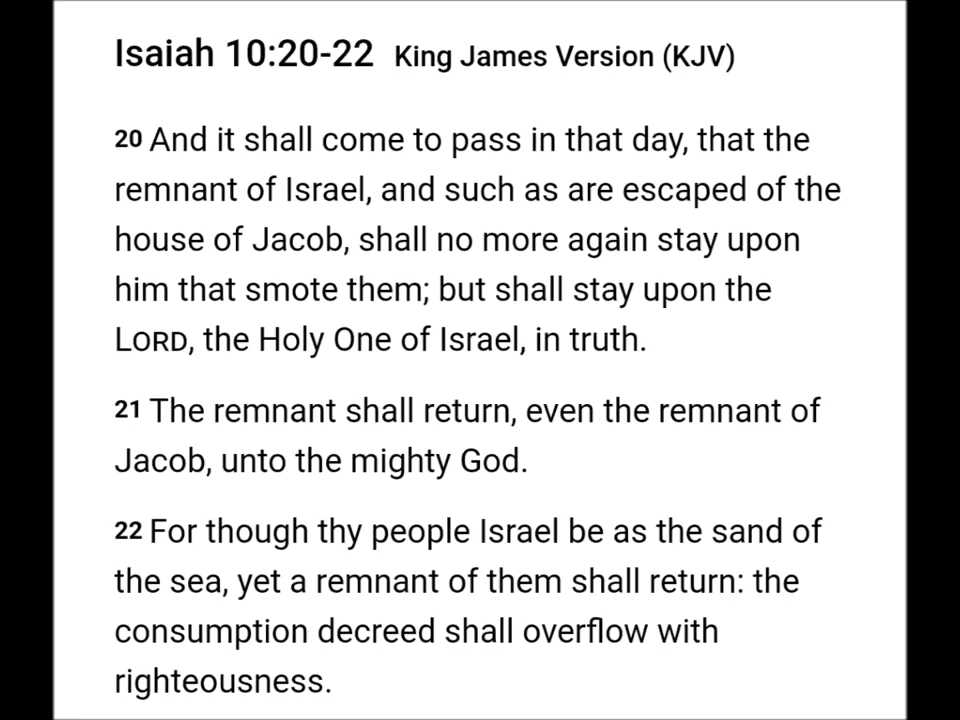 Isaiah 10:20-22 King James Version (KJV)
20 And it shall come to pass in that day, that the
remnant of Israel, and such as are escaped of the
house of Jacob, shall no more again stay upon
him that smote them; but shall stay upon the
LORD, the Holy One of Israel, in truth.
21 The remnant shall return, even the remnant of
Jacob, unto the mighty God.
22 For though thy people Israel be as the sand of
the sea, yet a remnant of them shall return: the
consumption decreed shall overflow with
righteousness.